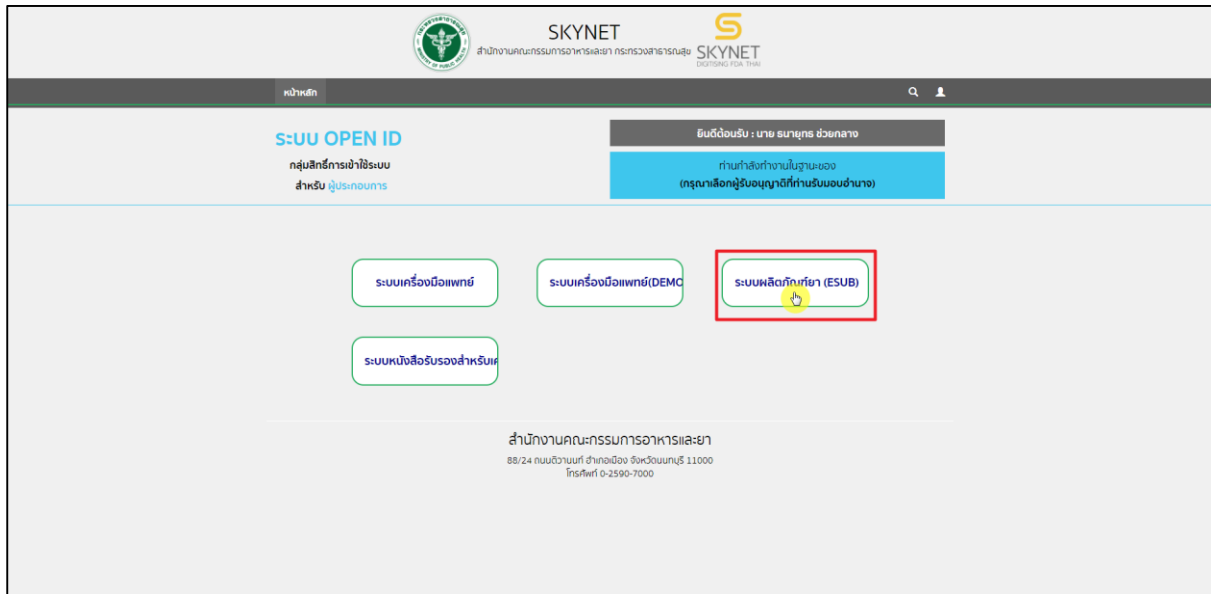 SKYNET
สำนักงานคณะกรรมการอาหารและยา กระทรวงสาธารณสุข
SKYNET
DIGITISING FDA THAI
หน้าหลัก
ระบบ OPEN ID
กลุ่มสิทธิ์การเข้าใช้ระบบ
สำหรับ ผู้ประกอบการ
ยินดีต้อนรับ : นาย ธนายุทธ ช่วยกลาง
ท่านกำลังทำงานในฐานะของ
(กรุณาเลือกผู้รับอนุญาตที่ท่านรับมอบอำนาจ)
ระบบเครื่องมือแพทย์
ระบบเครื่องมือแพทย์(DEMO
ระบบผลิตภัณฑ์ยา (ESUB)
ระบบหนังสือรับรองสำหรับเค
สำนักงานคณะกรรมการอาหารและยา
88/24 ถนนติวานนท์ อำเภอเมือง จังหวัดนนทบุรี 11000
โทรศัพท์ 0-2590-7000